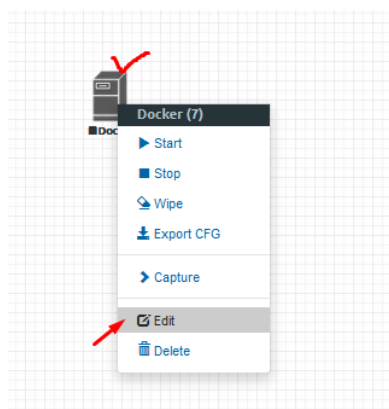 Docker (7)
Doc
Start
Stop
Wipe
Export CFG
Capture
Edit
Delete